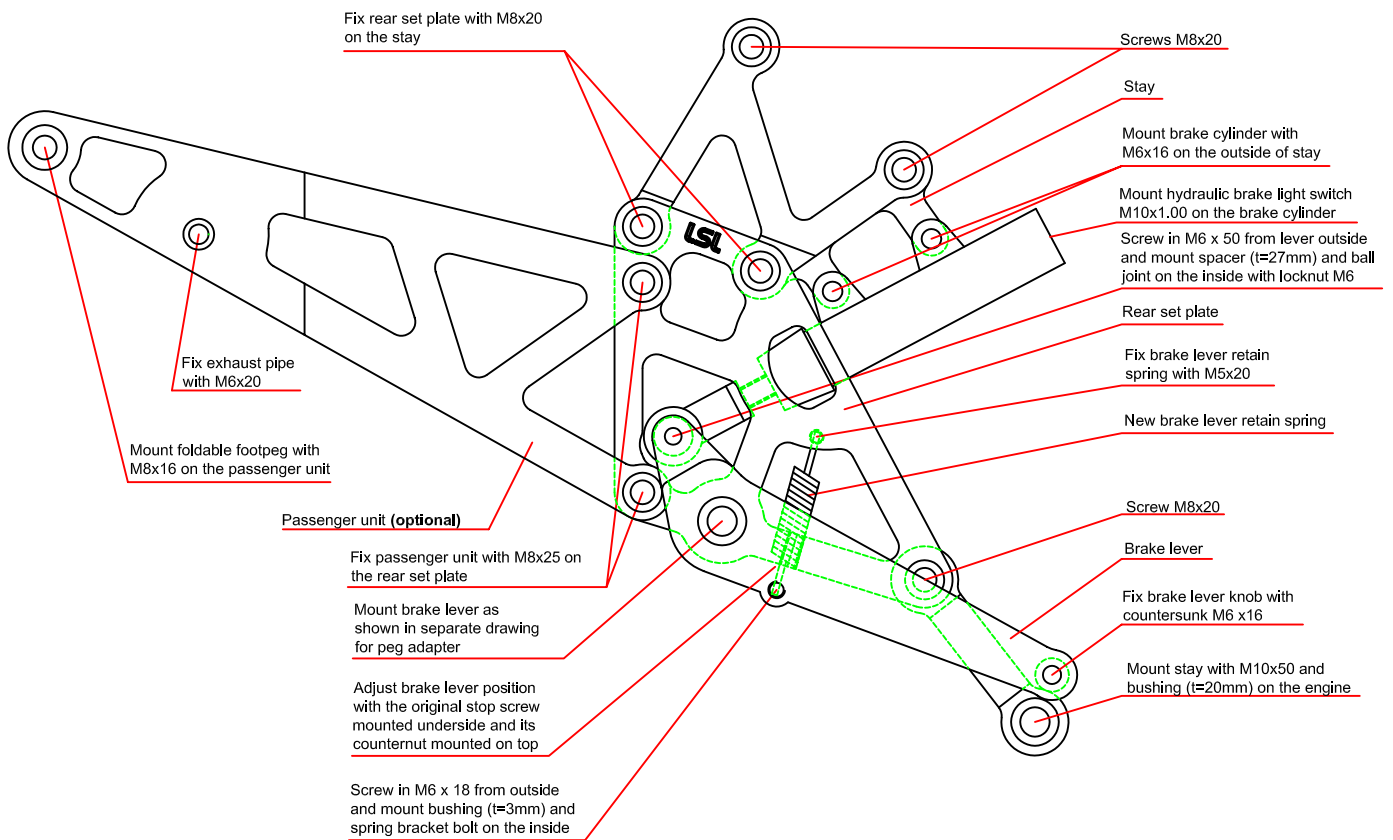 Fix rear set plate with M8x20
on the stay
Screws M8x20
Stay
Mount brake cylinder with
M6x16 on the outside of stay
Mount hydraulic brake light switch
M10x1.00 on the brake cylinder
Screw in M6 x 50 from lever outside
and mount spacer (t=27mm) and ball
joint on the inside with locknut M6
Rear set plate
Fix brake lever retain
spring with M5x20
New brake lever retain spring
Screw M8x20
Brake lever
Fix brake lever knob with
countersunk M6 x16
Mount stay with M10x50 and
bushing (t=20mm) on the engine
LSL
Fix exhaust pipe
with M6x20
Mount foldable footpeg with
M8x16 on the passenger unit
Passenger unit (optional)
Fix passenger unit with M8x25 on
the rear set plate
Mount brake lever as
shown in separate drawing
for peg adapter
Adjust brake lever position
with the original stop screw
mounted underside and its
counternut mounted on top
Screw in M6 x 18 from outside
and mount bushing (t=3mm) and
spring bracket bolt on the inside